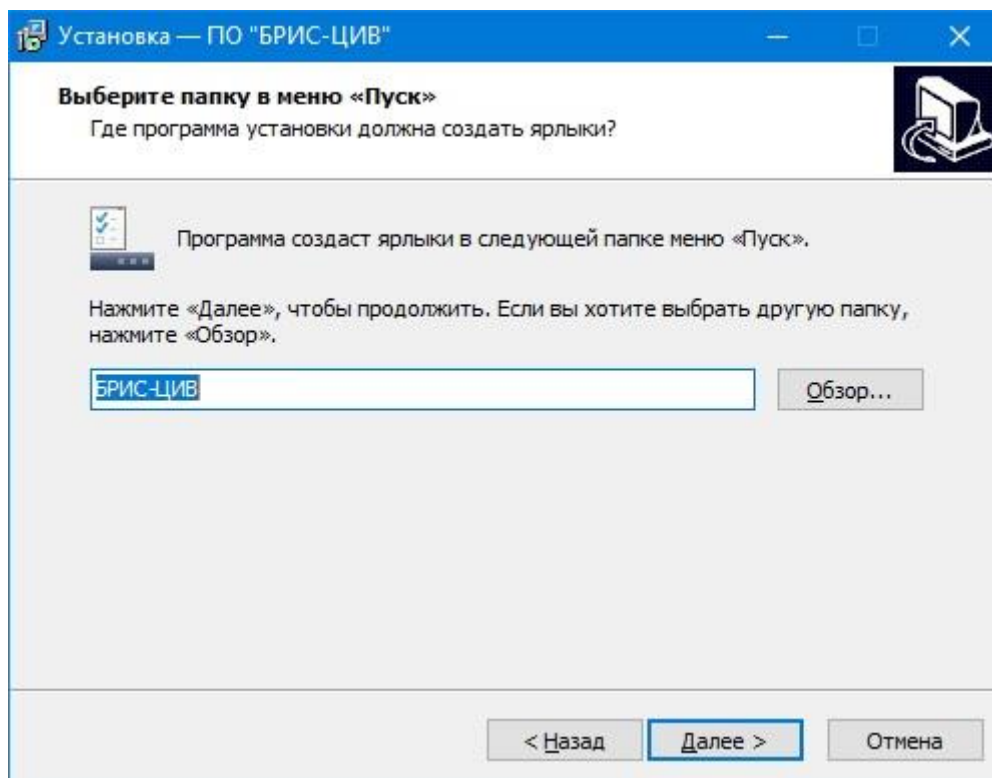 Установка — ПО "БРИС-ЦИВ"
Выберите папку в меню «Пуск»
Где программа установки должна создать ярлыки?
Программа создаст ярлыки в следующей папке меню «Пуск».
Нажмите «Далее», чтобы продолжить. Если вы хотите выбрать другую папку,
нажмите «Обзор».
БРИС-ЦИВ
Обзор...
< Назад
Далее >
Отмена